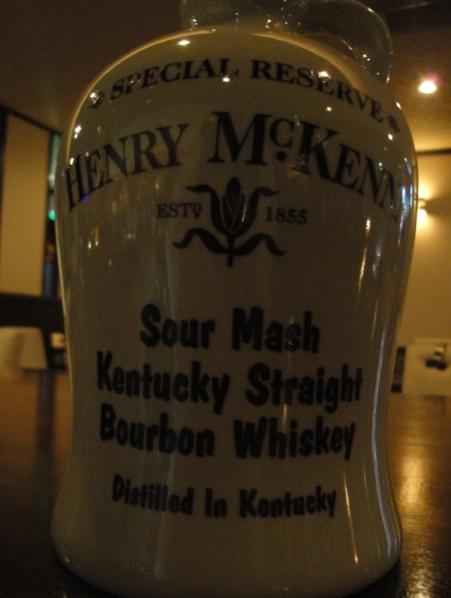 SPECIAL RESERVE
HENRY McKENN
ESTD 1855
Sour Mash
Kentucky Straight
Bourbon Whiskey
Distilled In Kentucky